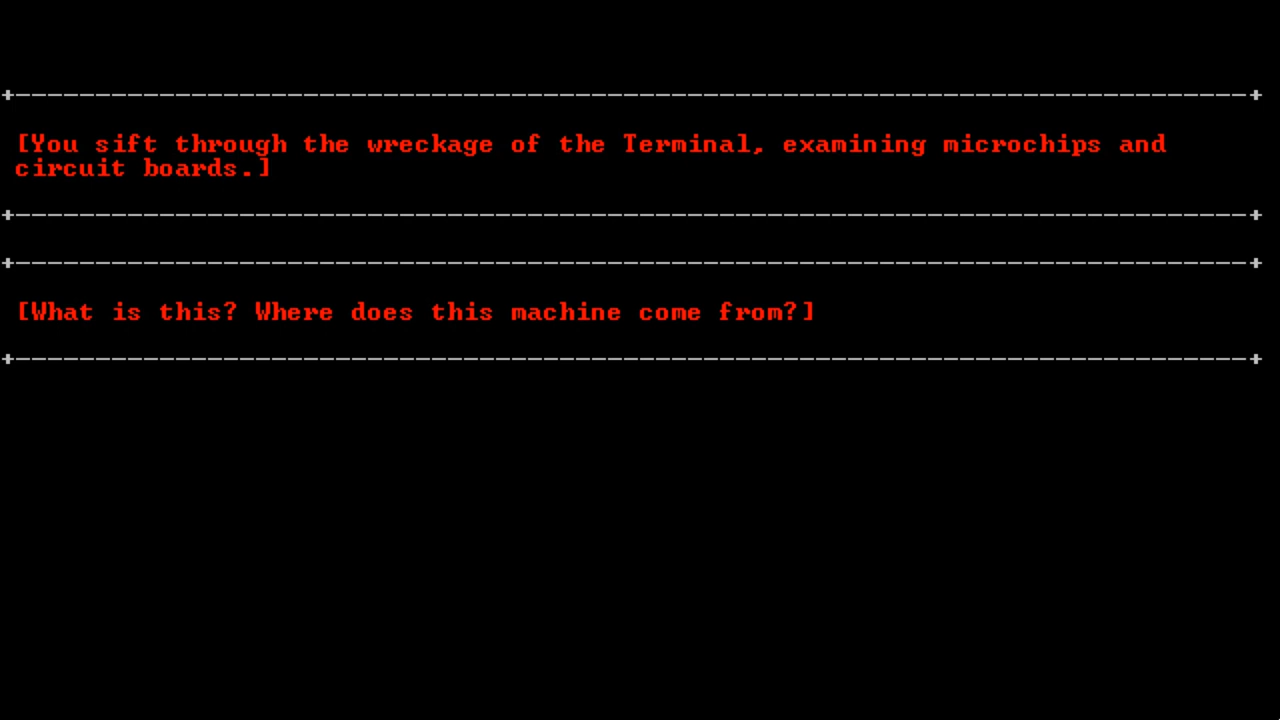 [You sift through the wreckage of the Terminal, examining microchips and
circuit boards.]
[What is this? Where does this machine come from?]